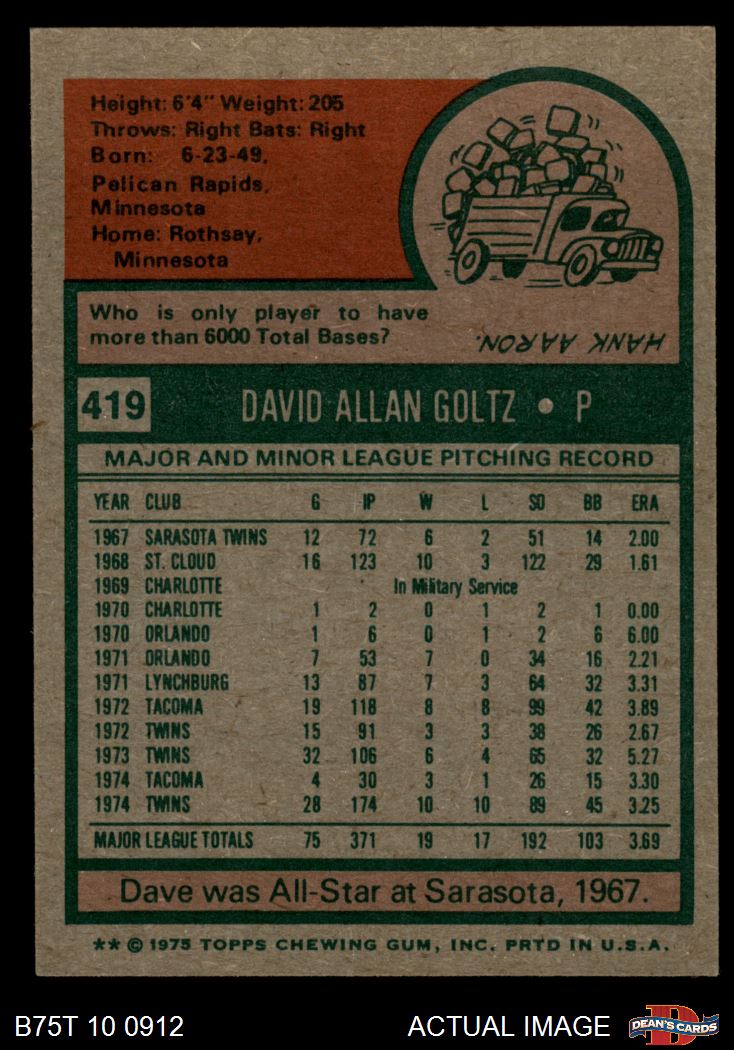 Height: 6'4" Weight: 205
Throws: Right Bats: Right
Born: 6-23-49,
Pelican Rapids,
Minnesota
Home: Rothsay,
Minnesota
Who is only player to have
more than 6000 Total Bases?
HANK AARON.
419 DAVID ALLAN GOLTZ • P
MAJOR AND MINOR LEAGUE PITCHING RECORD
YEAR CLUB G IP W L SO BB ERA
1967 SARASOTA TWINS 12 72 6 2 51 14 2.00
1968 ST. CLOUD 16 123 10 3 122 29 1.61
1969 CHARLOTTE In Military Service
1970 CHARLOTTE 1 2 0 1 2 1 0.00
1970 ORLANDO 1 6 0 1 2 6 6.00
1971 ORLANDO 7 53 7 0 34 16 2.21
1971 LYNCHBURG 13 87 7 3 64 32 3.31
1972 TACOMA 19 118 8 8 99 42 3.89
1972 TWINS 15 91 3 3 38 26 2.67
1973 TWINS 32 106 6 4 65 32 5.27
1974 TACOMA 4 30 3 1 26 15 3.30
1974 TWINS 28 174 10 10 89 45 3.25
MAJOR LEAGUE TOTALS 75 371 19 17 192 103 3.69
Dave was All-Star at Sarasota, 1967.
** © 1975 TOPPS CHEWING GUM, INC. PRTD IN U.S.A.
B75T 10 0912 ACTUAL IMAGE DEAN'S CARDS